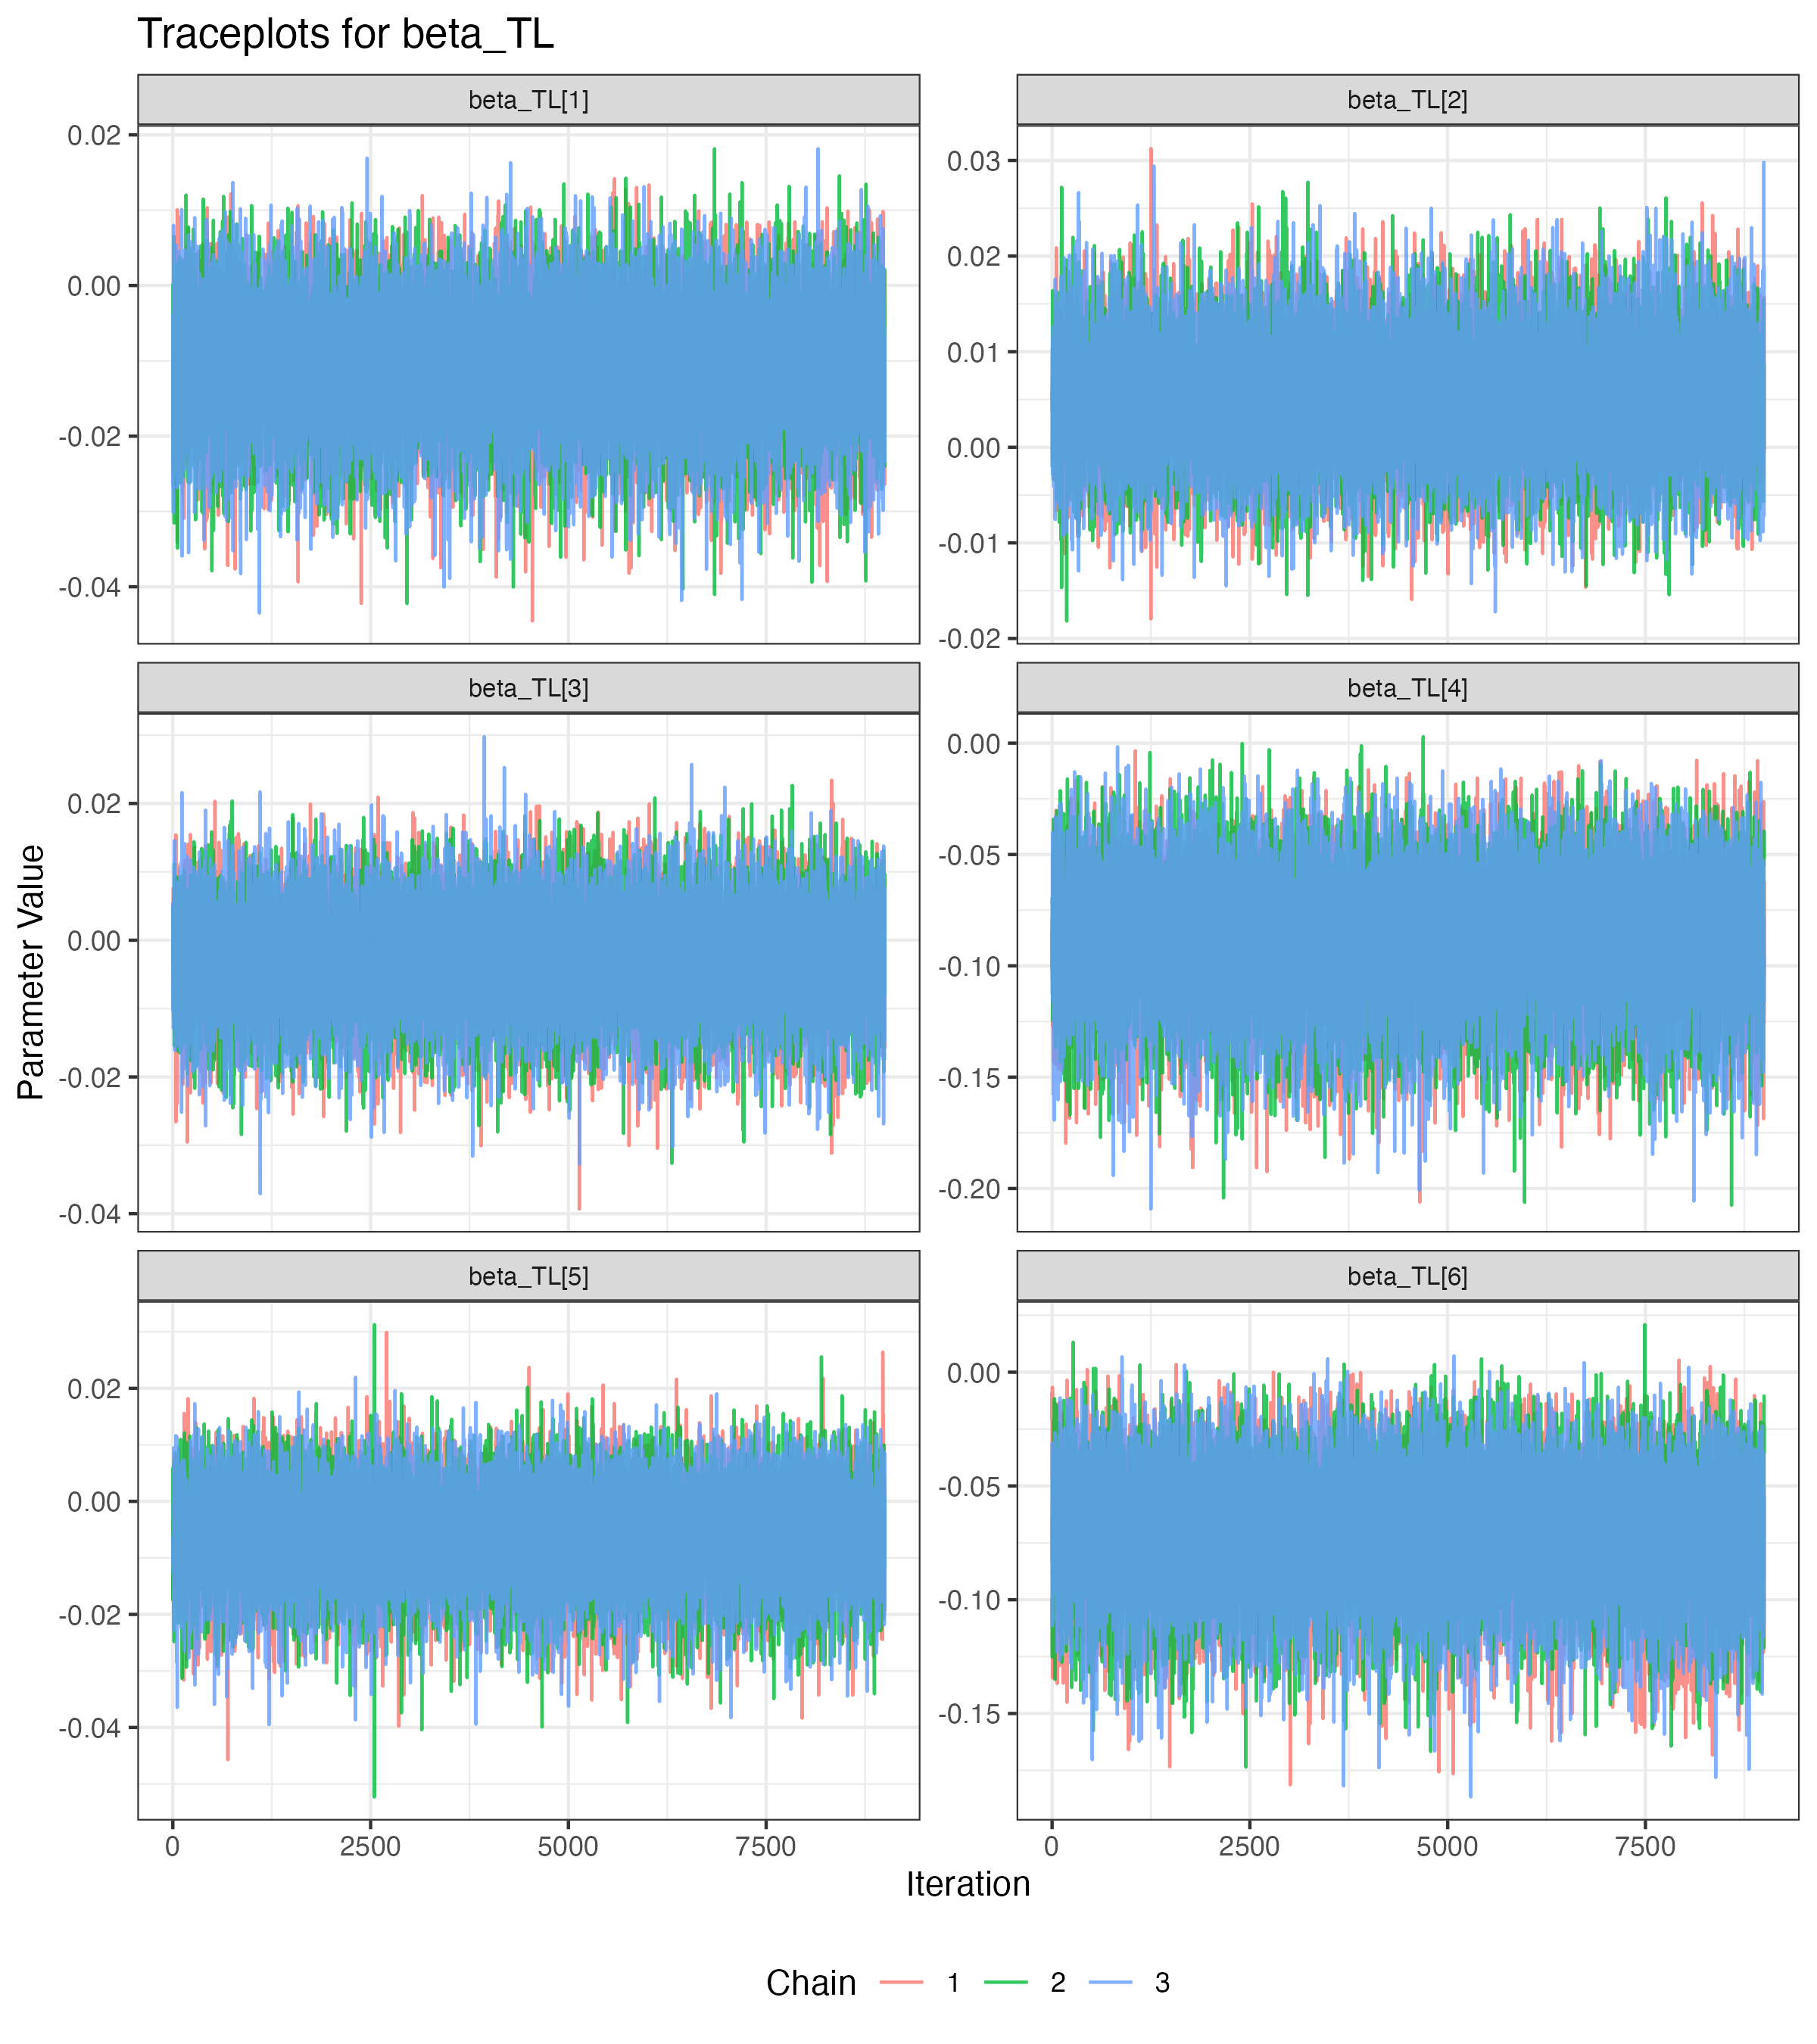 Traceplots for beta_TL
beta_TL[1]
beta_TL[2]
0.02
0.00
-0.02
-0.04
0.03
0.02
0.01
0.00
-0.01
-0.02
beta_TL[3]
beta_TL[4]
0.02
0.00
-0.02
-0.04
0.00
-0.05
-0.10
-0.15
-0.20
Parameter Value
beta_TL[5]
beta_TL[6]
0.02
0.00
-0.02
-0.04
0.00
-0.05
-0.10
-0.15
0 2500 5000 7500
0 2500 5000 7500
Iteration
Chain 1 2 3